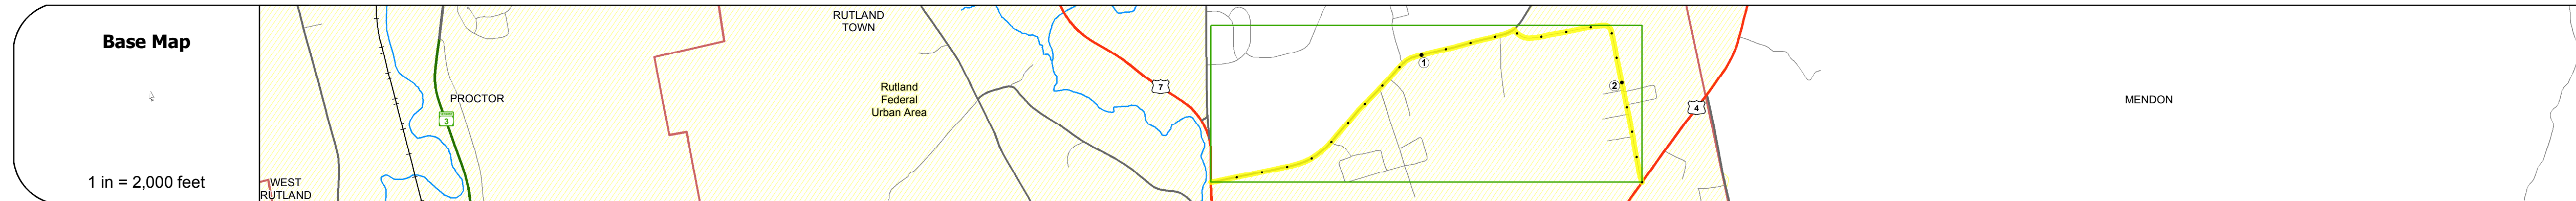 Base Map
1 in = 2,000 feet
WEST
RUTLAND
PROCTOR
3
RUTLAND
TOWN
Rutland
Federal
Urban Area
7
1
2
4
MENDON